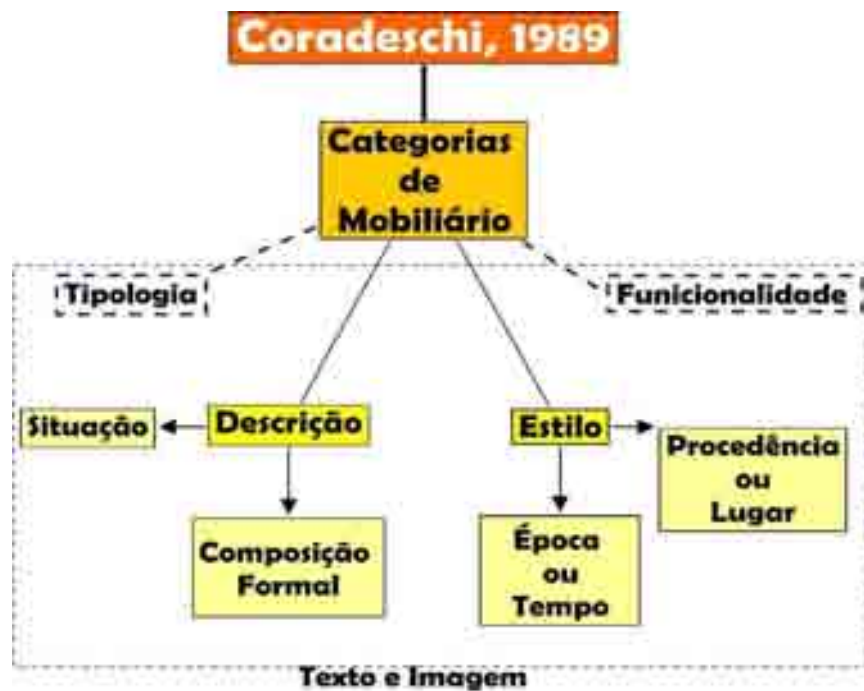 Coradeschi, 1989
Categorias
de
Mobiliário
Tipologia
Funicionalidade
Situação
Descrição
Estilo
Procedência
ou
Lugar
Composição
Formal
Época
ou
Tempo
Texto e Imagem